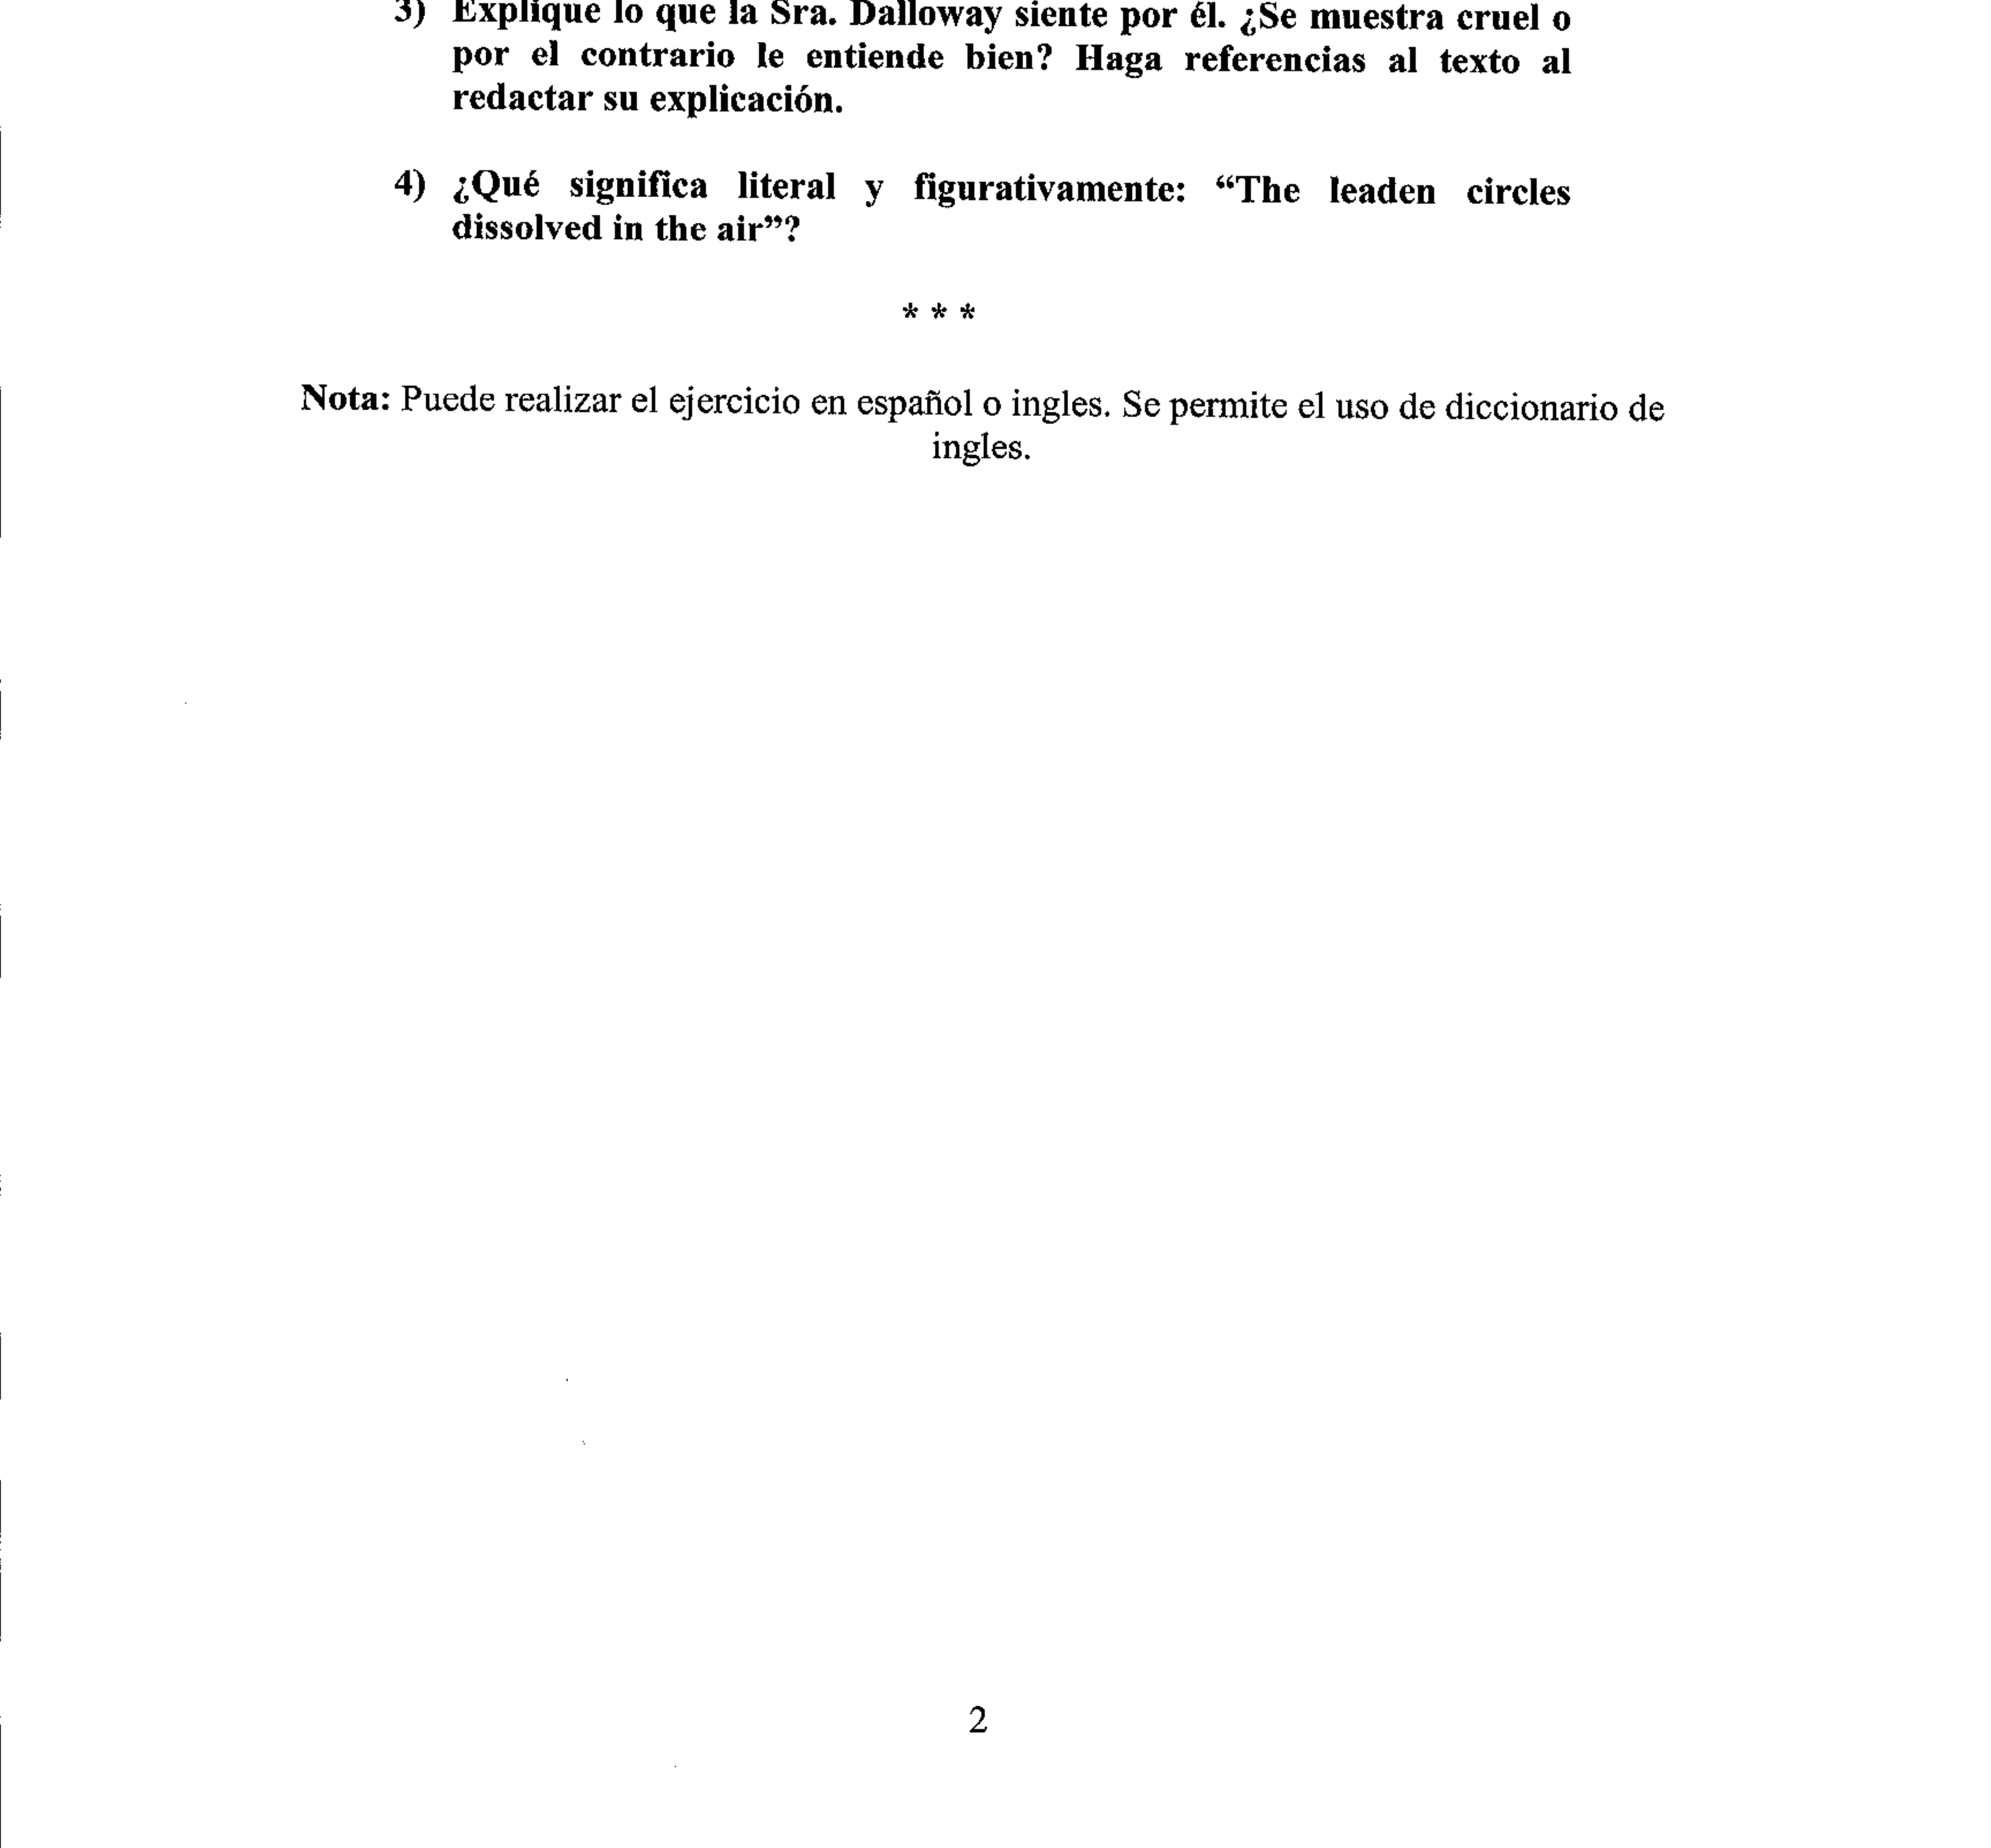 3) Explique lo que la Sra. Dalloway siente por él. ¿Se muestra cruel o
por el contrario le entiende bien? Haga referencias al texto al
redactar su explicación.
4) ¿Qué significa literal y figurativamente: “The leaden circles
dissolved in the air”?
* * *
Nota: Puede realizar el ejercicio en español o ingles. Se permite el uso de diccionario de
ingles.
2